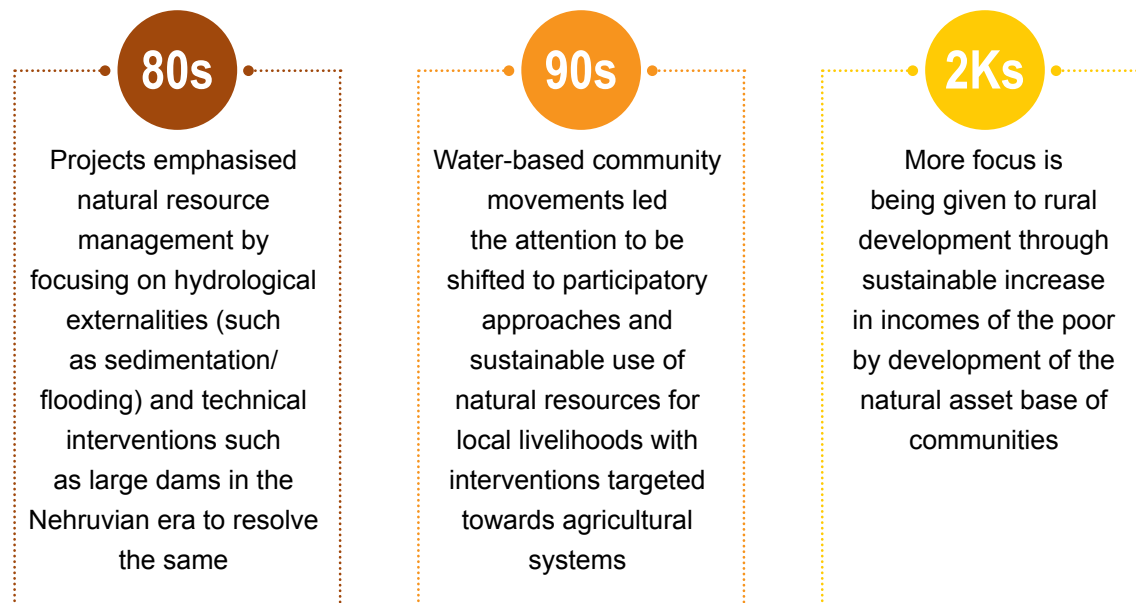 80s
Projects emphasised
natural resource
management by
focusing on hydrological
externalities (such
as sedimentation/
flooding) and technical
interventions such
as large dams in the
Nehruvian era to resolve
the same
90s
Water-based community
movements led
the attention to be
shifted to participatory
approaches and
sustainable use of
natural resources for
local livelihoods with
interventions targeted
towards agricultural
systems
2Ks
More focus is
being given to rural
development through
sustainable increase
in incomes of the poor
by development of the
natural asset base of
communities